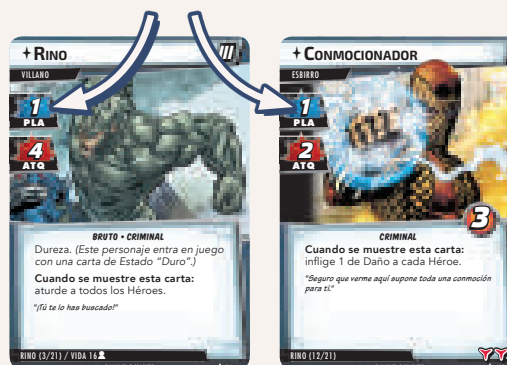 RINO
III
VILLANO
1
PLA
4
ATQ
BRUTO • CRIMINAL
Dureza. (Este personaje entra en juego
con una carta de Estado "Duro".)
Cuando se muestre esta carta:
aturde a todos los Héroes.
"¡Tú te lo has buscado!"
RINO (3/21) / VIDA 16
CONMOCIONADOR
ESBIRRO
1
PLA
2
ATQ
3
CRIMINAL
Cuando se muestre esta carta:
inflige 1 de Daño a cada Héroe.
"Seguro que verme aquí supone toda una conmoción
para ti."
RINO (12/21)